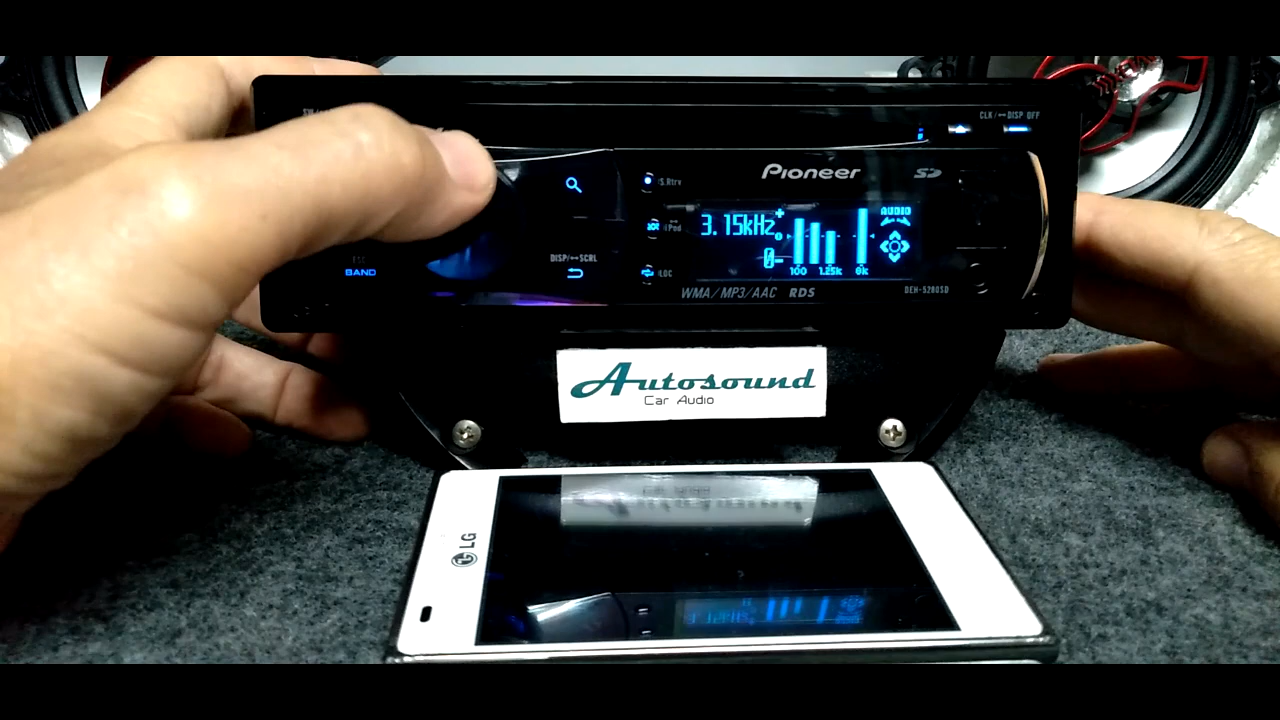 CLK/ DISP OFF
Pioneer
SD
S.Rtrv
iPod
3.15kHz
AUDIO
0
100 1.25k 8k
LOC
BAND
DISP/ SCRL
WMA/MP3/AAC RDS
DEH-5280SD
Autosound
Car Audio
LG